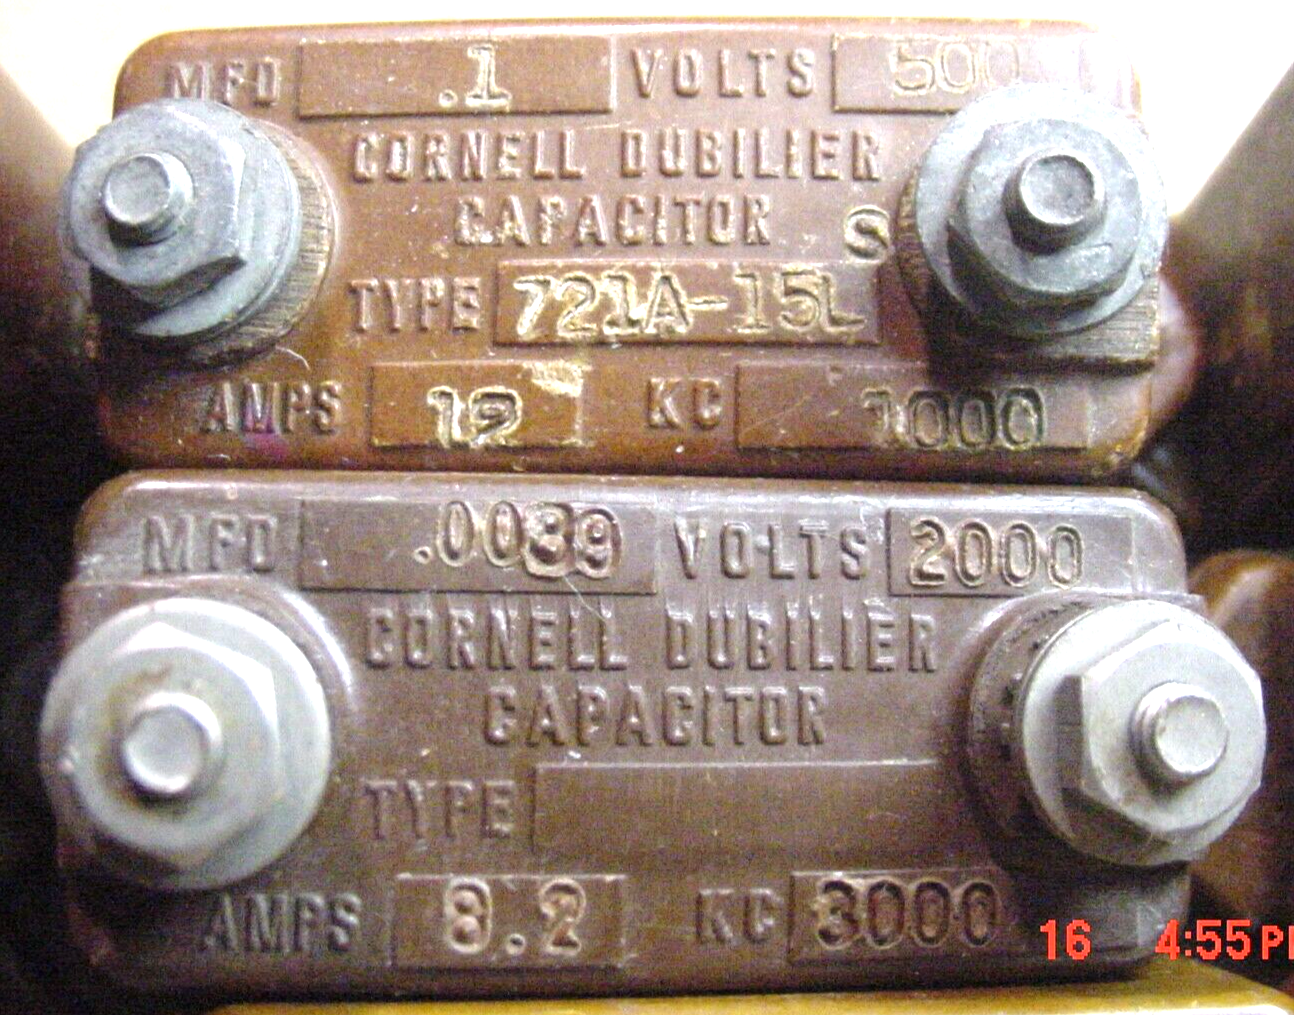 MFD .1 VOLTS 500
CORNELL DUBILIER
CAPACITOR S
TYPE 721A-15L
AMPS 12 KC 1000
MFD .0039 VOLTS 2000
CORNELL DUBILIER
CAPACITOR
TYPE
AMPS 8.2 KC 3000
16 4:55 PM